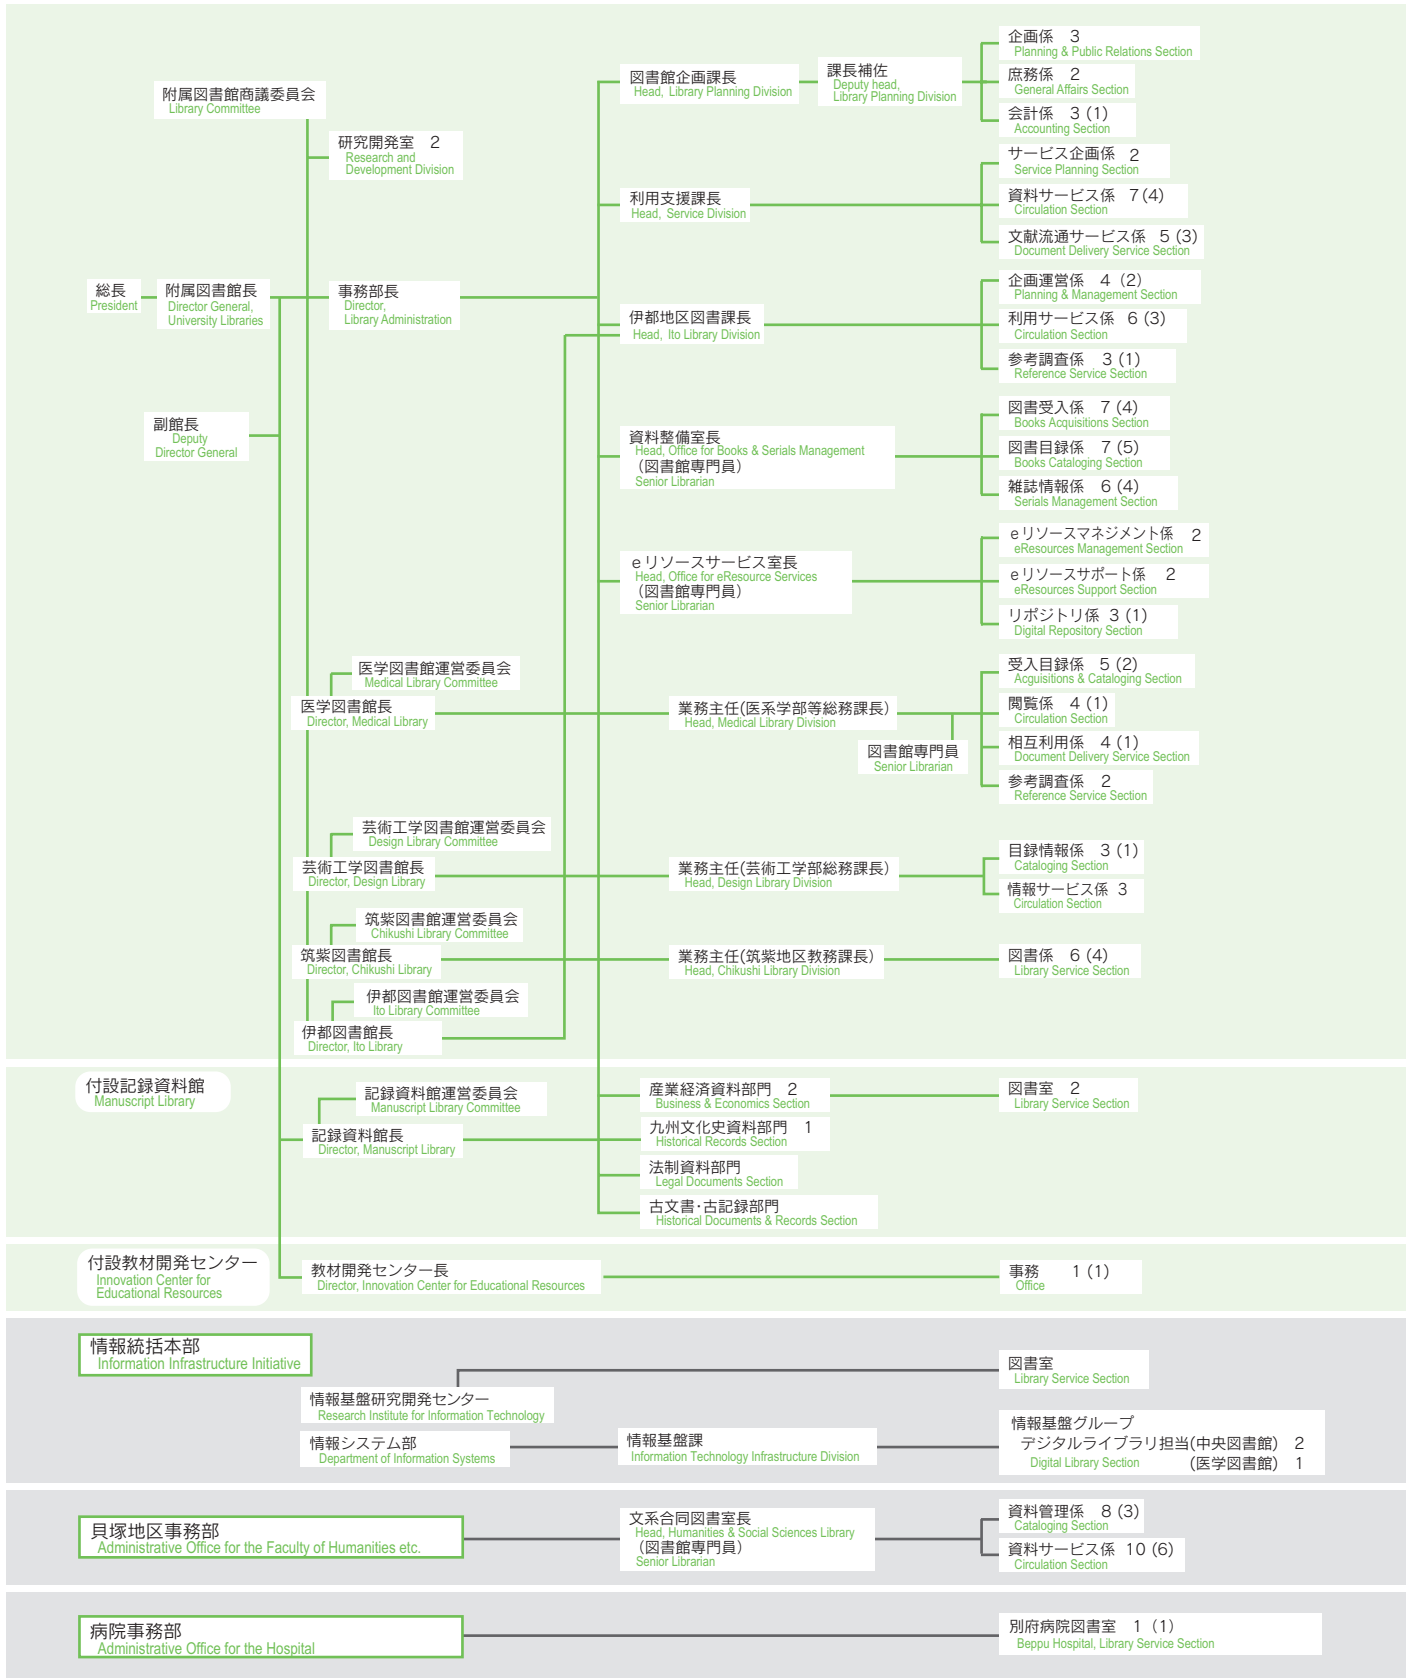 附属図書館商議委員会
Library Committee
研究開発室 2
Research and
Development Division
総長
President
附属図書館長
Director General,
University Libraries
事務部長
Director,
Library Administration
副館長
Deputy
Director General
図書館企画課長
Head, Library Planning Division
課長補佐
Deputy head,
Library Planning Division
企画係 3
Planning & Public Relations Section
庶務係 2
General Affairs Section
会計係 3 (1)
Accounting Section
利用支援課長
Head, Service Division
サービス企画係 2
Service Planning Section
資料サービス係 7 (4)
Circulation Section
文献流通サービス係 5 (3)
Document Delivery Service Section
伊都地区図書課長
Head, Ito Library Division
企画運営係 4 (2)
Planning & Management Section
利用サービス係 6 (3)
Circulation Section
参考調査係 3 (1)
Reference Service Section
資料整備室長
Head, Office for Books & Serials Management
(図書館専門員)
Senior Librarian
図書受入係 7 (4)
Books Acquisitions Section
図書目録係 7 (5)
Books Cataloging Section
雑誌情報係 6 (4)
Serials Management Section
eリソースサービス室長
Head, Office for eResource Services
(図書館専門員)
Senior Librarian
eリソースマネジメント係 2
eResources Management Section
eリソースサポート係 2
eResources Support Section
リポジトリ係 3 (1)
Digital Repository Section
医学図書館運営委員会
Medical Library Committee
医学図書館長
Director, Medical Library
業務主任(医系学部等総務課長)
Head, Medical Library Division
図書館専門員
Senior Librarian
受入目録係 5 (2)
Acquisitions & Cataloging Section
閲覧係 4 (1)
Circulation Section
相互利用係 4 (1)
Document Delivery Service Section
参考調査係 2
Reference Service Section
芸術工学図書館運営委員会
Design Library Committee
芸術工学図書館長
Director, Design Library
業務主任(芸術工学部総務課長)
Head, Design Library Division
目録情報係 3 (1)
Cataloging Section
情報サービス係 3
Circulation Section
筑紫図書館運営委員会
Chikushi Library Committee
筑紫図書館長
Director, Chikushi Library
業務主任(筑紫地区教務課長)
Head, Chikushi Library Division
図書係 6 (4)
Library Service Section
伊都図書館運営委員会
Ito Library Committee
伊都図書館長
Director, Ito Library
付設記録資料館
Manuscript Library
記録資料館運営委員会
Manuscript Library Committee
記録資料館長
Director, Manuscript Library
産業経済資料部門 2
Business & Economics Section
図書室 2
Library Service Section
九州文化史資料部門 1
Historical Records Section
法制資料部門
Legal Documents Section
古文書・古記録部門
Historical Documents & Records Section
付設教材開発センター
Innovation Center for
Educational Resources
教材開発センター長
Director, Innovation Center for Educational Resources
事務 1 (1)
Office
情報統括本部
Information Infrastructure Initiative
図書室
Library Service Section
情報基盤研究開発センター
Research Institute for Information Technology
情報システム部
Department of Information Systems
情報基盤課
Information Technology Infrastructure Division
情報基盤グループ
デジタルライブラリ担当(中央図書館) 2
Digital Library Section (医学図書館) 1
貝塚地区事務部
Administrative Office for the Faculty of Humanities etc.
文系合同図書室長
Head, Humanities & Social Sciences Library
(図書館専門員)
Senior Librarian
資料管理係 8 (3)
Cataloging Section
資料サービス係 10 (6)
Circulation Section
病院事務部
Administrative Office for the Hospital
別府病院図書室 1 (1)
Beppu Hospital, Library Service Section